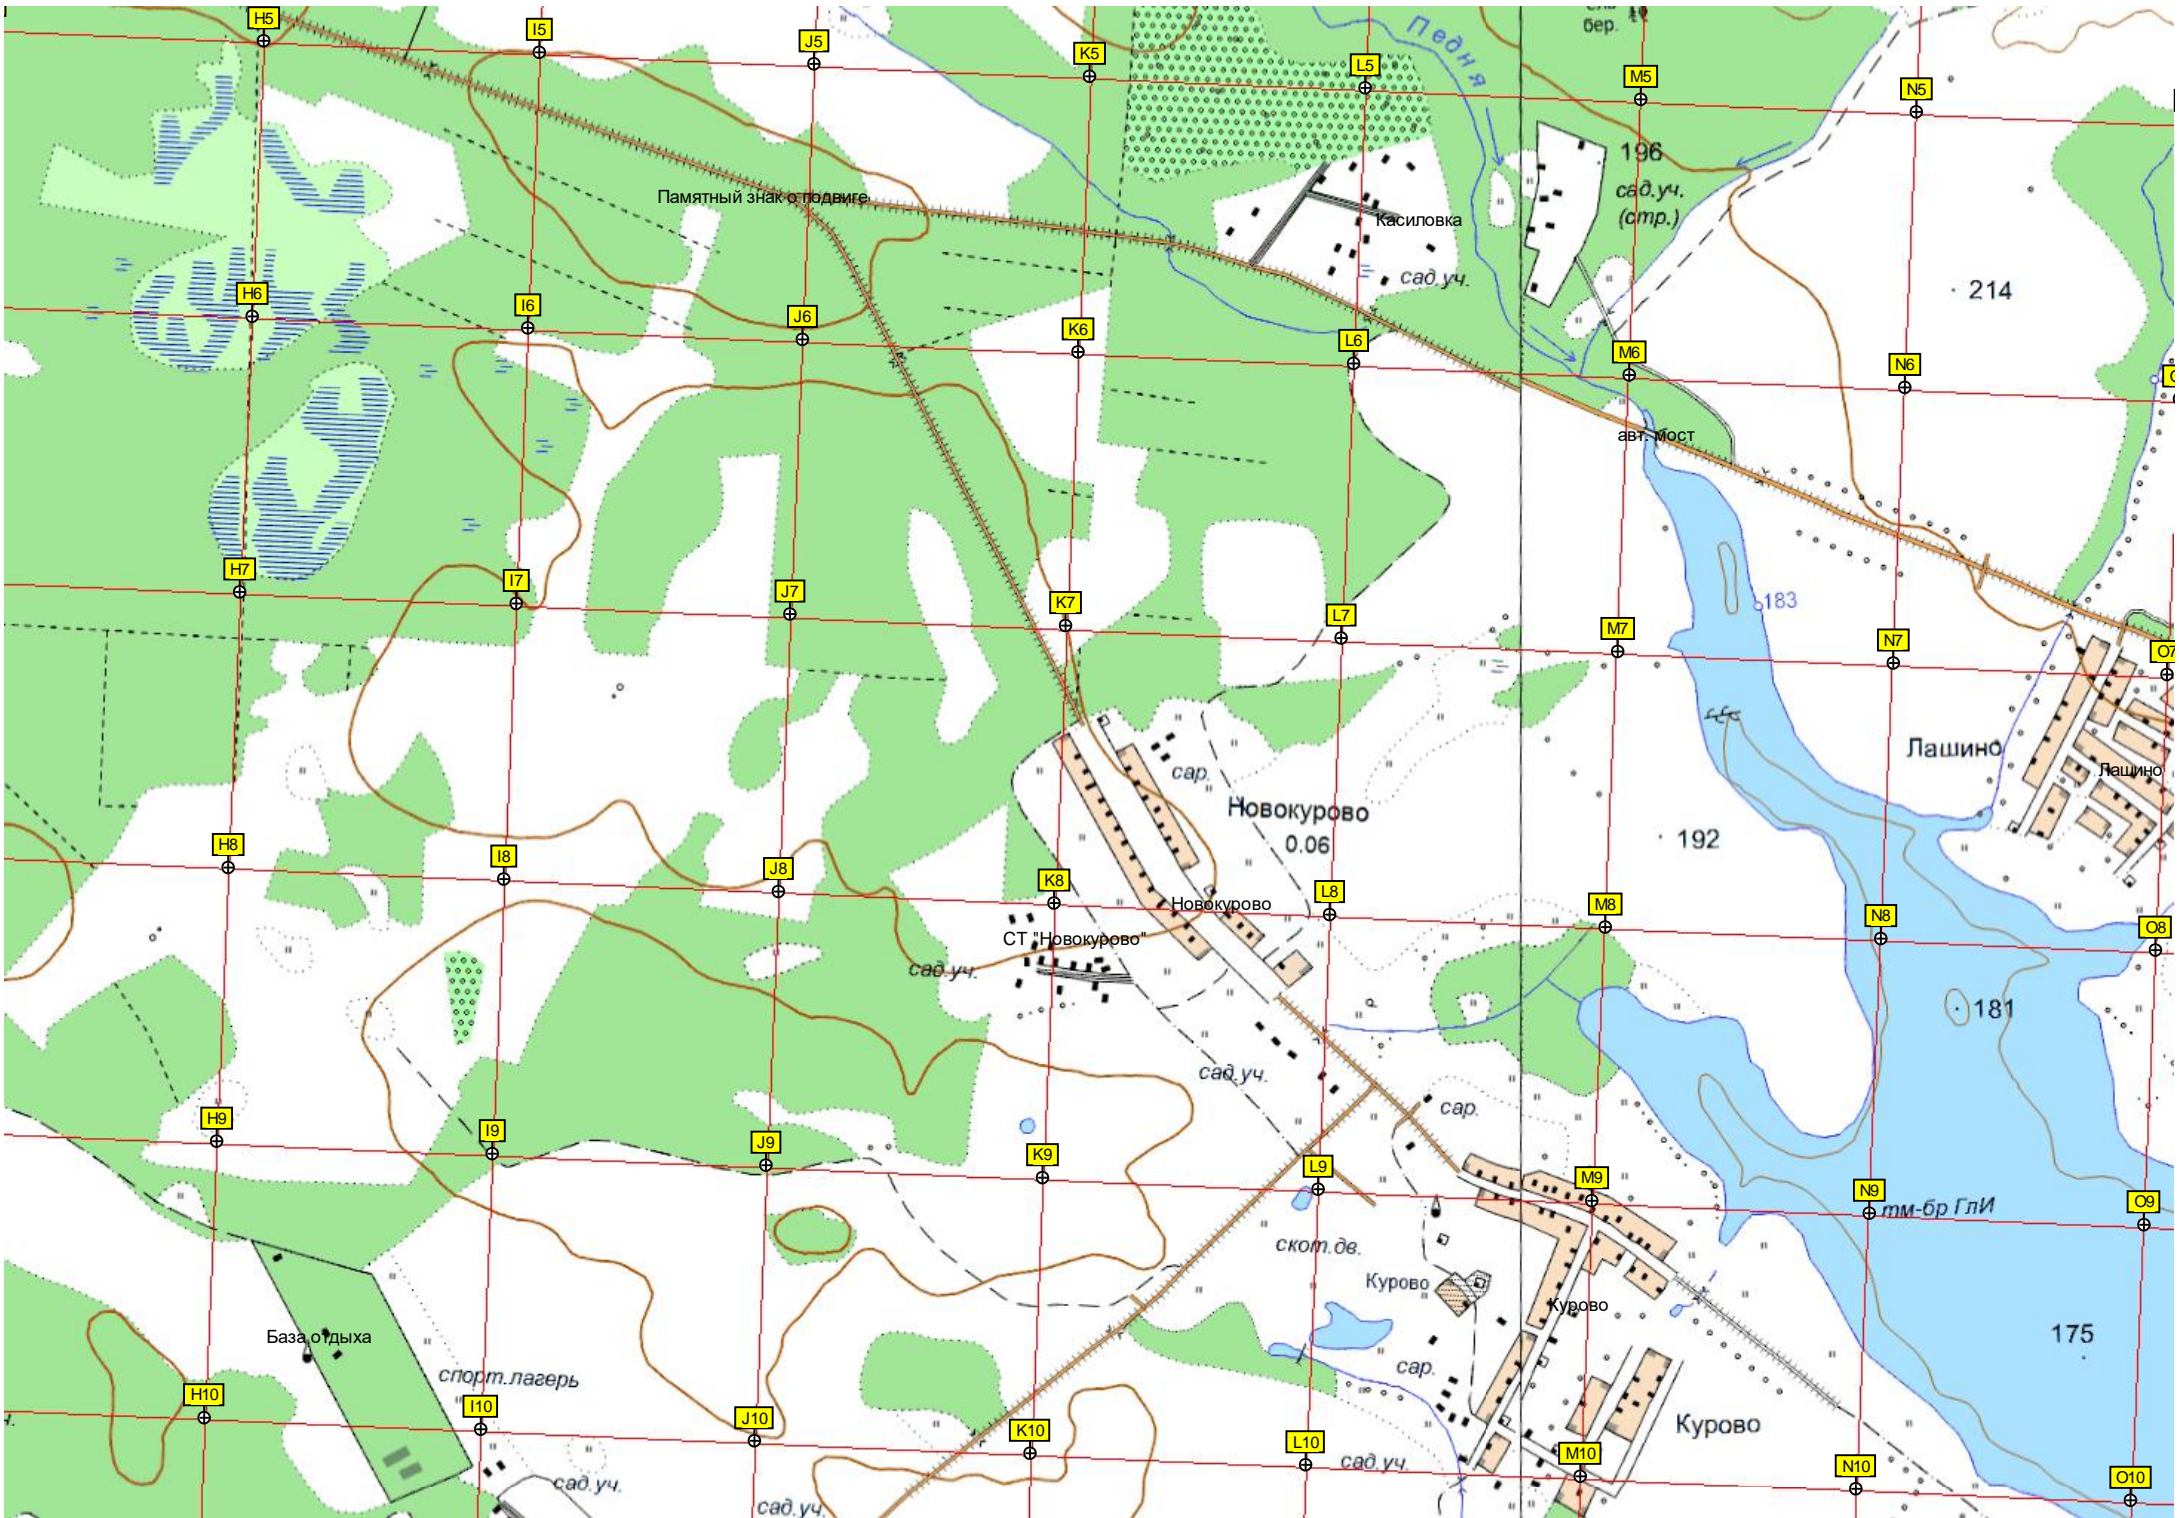 H5
I5
J5
K5
L5
M5
N5
Педня
бер.
196
сад.уч.
(стр.)
Памятный знак о подвиге
Касиловка
сад.уч.
214
H6
I6
J6
K6
L6
M6
N6
авт. мост
H7
I7
J7
K7
L7
M7
N7
O7
183
Лашино
Лащино
сар.
Новокурово
0.06
192
H8
I8
J8
K8
L8
M8
N8
O8
Новокурово
СТ "Новокурово"
сад.уч.
181
сад.уч.
сар.
H9
I9
J9
K9
L9
M9
N9
O9
тм-бр ГлИ
скот.дв.
Курово
Курово
База отдыха
175
сар.
спорт.лагерь
H10
I10
J10
K10
L10
M10
N10
O10
Курово
сад.уч.
сад.уч.
сад.уч.